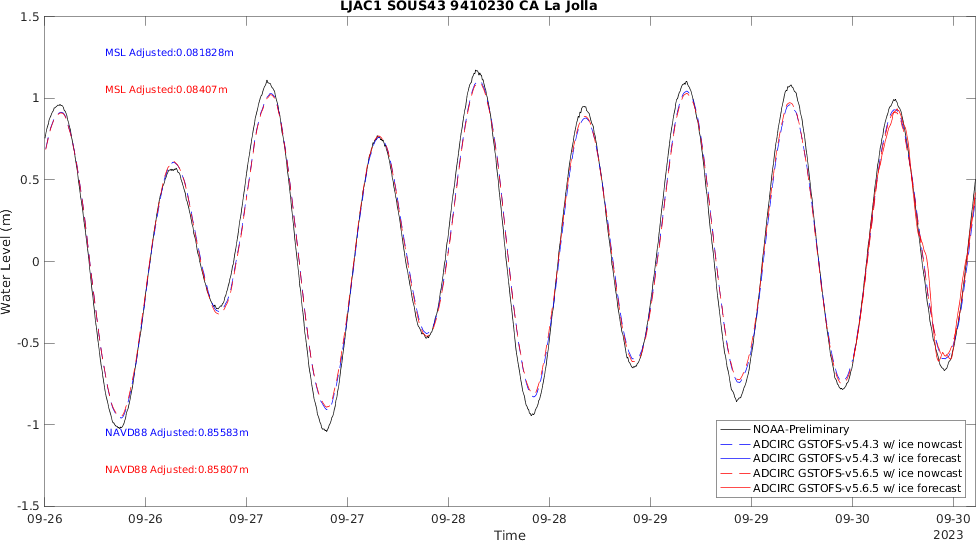 LJAC1 SOUS43 9410230 CA La Jolla
1.5
1
0.5
0
-0.5
-1
-1.5
Water Level (m)
MSL Adjusted:0.081828m
MSL Adjusted:0.08407m
NAVD88 Adjusted:0.85583m
NAVD88 Adjusted:0.85807m
NOAA-Preliminary
ADCIRC GSTOFS-v5.4.3 w/ ice nowcast
ADCIRC GSTOFS-v5.4.3 w/ ice forecast
ADCIRC GSTOFS-v5.6.5 w/ ice nowcast
ADCIRC GSTOFS-v5.6.5 w/ ice forecast
09-26 09-26 09-27 09-27 09-28 09-28 09-29 09-29 09-30 09-30
Time
2023